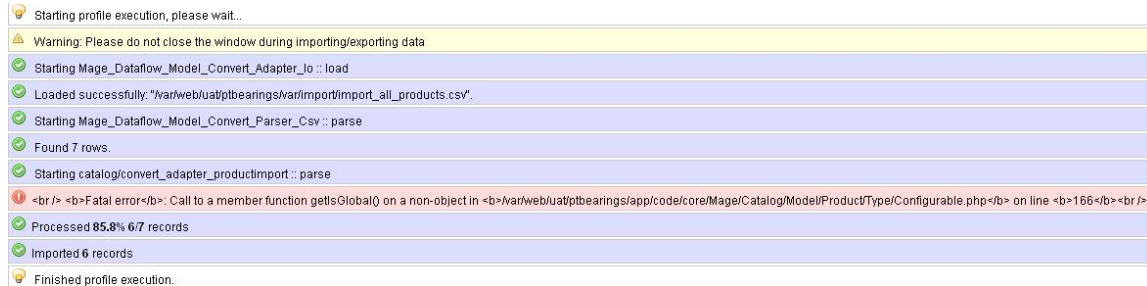 Starting profile execution, please wait...
Warning: Please do not close the window during importing/exporting data
Starting Mage_Dataflow_Model_Convert_Adapter_Io :: load
Loaded successfully: "/var/web/uat/ptbearings/var/import/import_all_products.csv".
Starting Mage_Dataflow_Model_Convert_Parser_Csv :: parse
Found 7 rows.
Starting catalog/convert_adapter_productimport :: parse
<br /> <b>Fatal error</b>: Call to a member function getIsGlobal() on a non-object in <b>/var/web/uat/ptbearings/app/code/core/Mage/Catalog/Model/Product/Type/Configurable.php</b> on line <b>166</b><br />
Processed 85.8% 6/7 records
Imported 6 records
Finished profile execution.